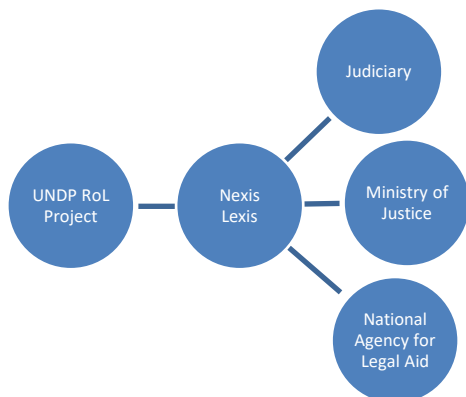 Judiciary
UNDP RoL
Project
Nexis
Lexis
Ministry of
Justice
National
Agency for
Legal Aid